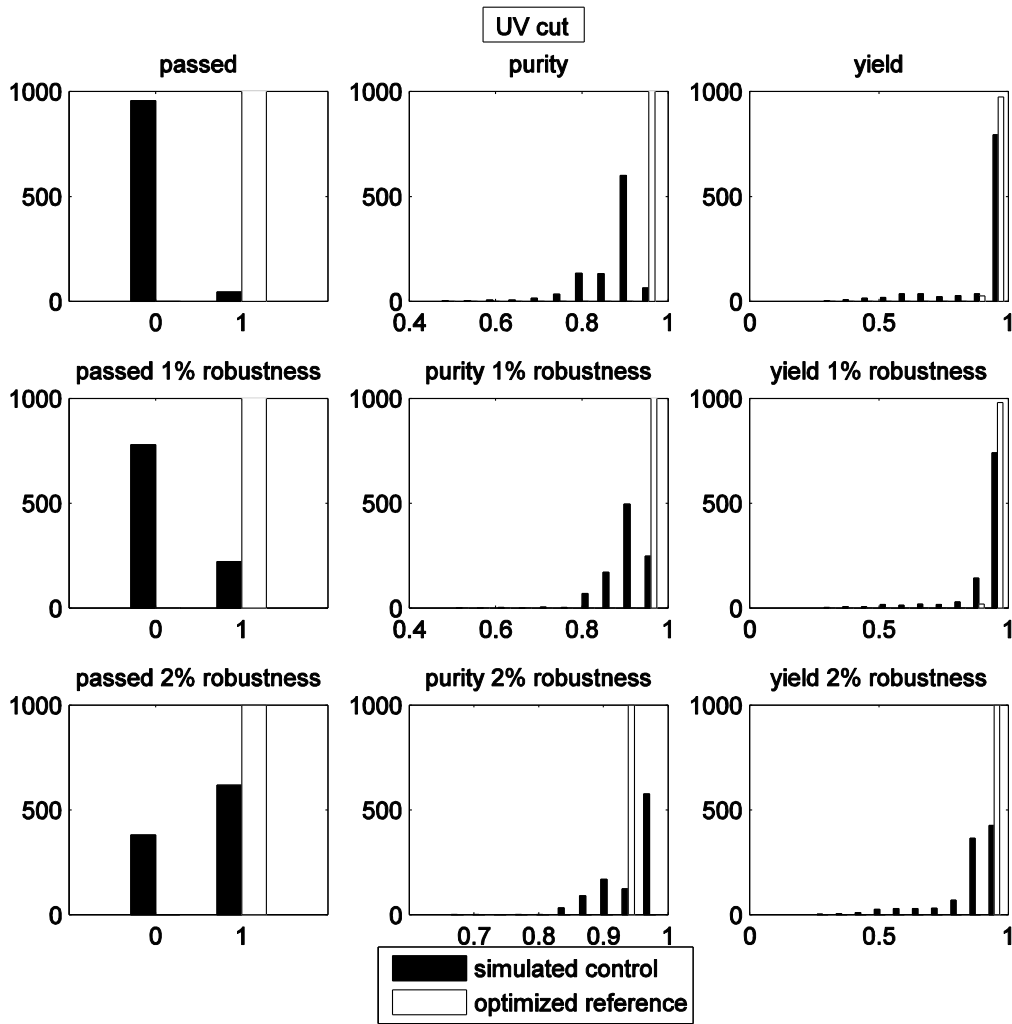 UV cut
passed purity yield
1000 1000 1000
500 500 500
0 0 0
0 1 0.4 0.6 0.8 1 0 0.5 1
passed 1% robustness purity 1% robustness yield 1% robustness
1000 1000 1000
500 500 500
0 0 0
0 1 0.4 0.6 0.8 1 0 0.5 1
passed 2% robustness purity 2% robustness yield 2% robustness
1000 1000 1000
500 500 500
0 0 0
0 1 0.7 0.8 0.9 0 0.5 1
simulated control
optimized reference